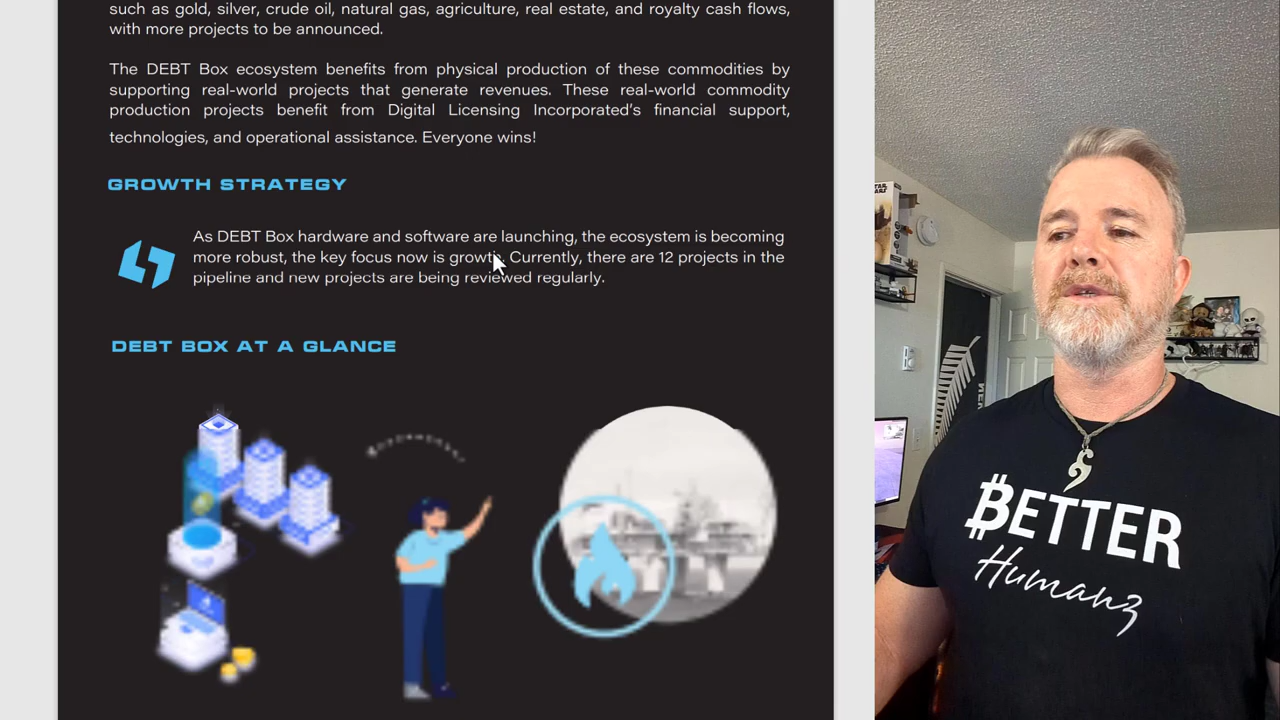 such as gold, silver, crude oil, natural gas, agriculture, real estate, and royalty cash flows,
with more projects to be announced.
The DEBT Box ecosystem benefits from physical production of these commodities by
supporting real-world projects that generate revenues. These real-world commodity
production projects benefit from Digital Licensing Incorporated's financial support,
technologies, and operational assistance. Everyone wins!
GROWTH STRATEGY
As DEBT Box hardware and software are launching, the ecosystem is becoming
more robust, the key focus now is growth. Currently, there are 12 projects in the
pipeline and new projects are being reviewed regularly.
DEBT BOX AT A GLANCE
STAR
WARS
BETTER
Humanz